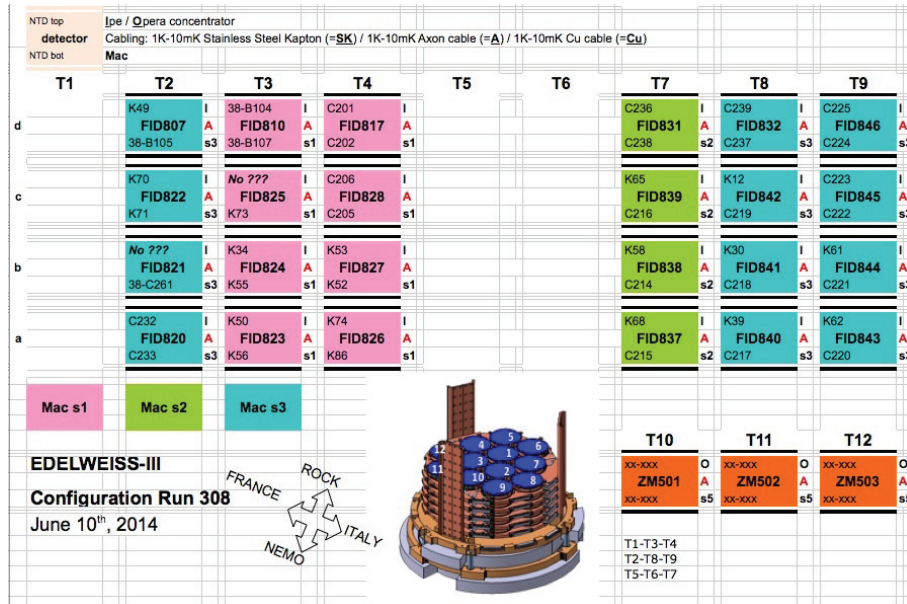 NTD top Ipe / Opera concentrator
detector Cabling: 1K-10mK Stainless Steel Kapton (=SK) / 1K-10mK Axon cable (=A) / 1K-10mK Cu cable (=Cu)
NTD bot Mac
T1 T2 T3 T4 T5 T6 T7 T8 T9
K49 I 38-B104 I C201 I C236 I C239 I C225 I
d FID807 A FID810 A FID817 A FID831 A FID832 A FID846 A
38-B105 s3 38-B107 s1 C202 s1 C238 s2 C237 s3 C224
K70 I No ??? I C206 I K65 I K12 I C223 I
c FID822 A FID825 A FID828 A FID839 A FID842 A FID845 A
K71 s3 K73 s1 C205 s1 C216 s2 C219 s3 C222
No ??? I K34 I K53 I K58 I K30 I K61 I
b FID821 A FID824 A FID827 A FID838 A FID841 A FID844 A
38-C261 s3 K55 s1 K52 s1 C214 s2 C218 s3 C221
C232 I K50 I K74 I K68 I K39 I K62 I
a FID820 A FID823 A FID826 A FID837 A FID840 A FID843 A
C233 s3 K56 s1 K86 s1 C215 s2 C217 s3 C220
Mac s1 Mac s2 Mac s3
5
4 6
12 1
3 7
11 2
10 8
9
T10 T11 T12
xx-xxx O xx-xxx O xx-xxx O
ZM501 A ZM502 A ZM503 A
xx-xxx s5 xx-xxx s5 xx-xxx
EDELWEISS-III
Configuration Run 308
June 10th, 2014
FRANCE
ROCK
ITALY
NEMO
T1-T3-T4
T2-T8-T9
T5-T6-T7